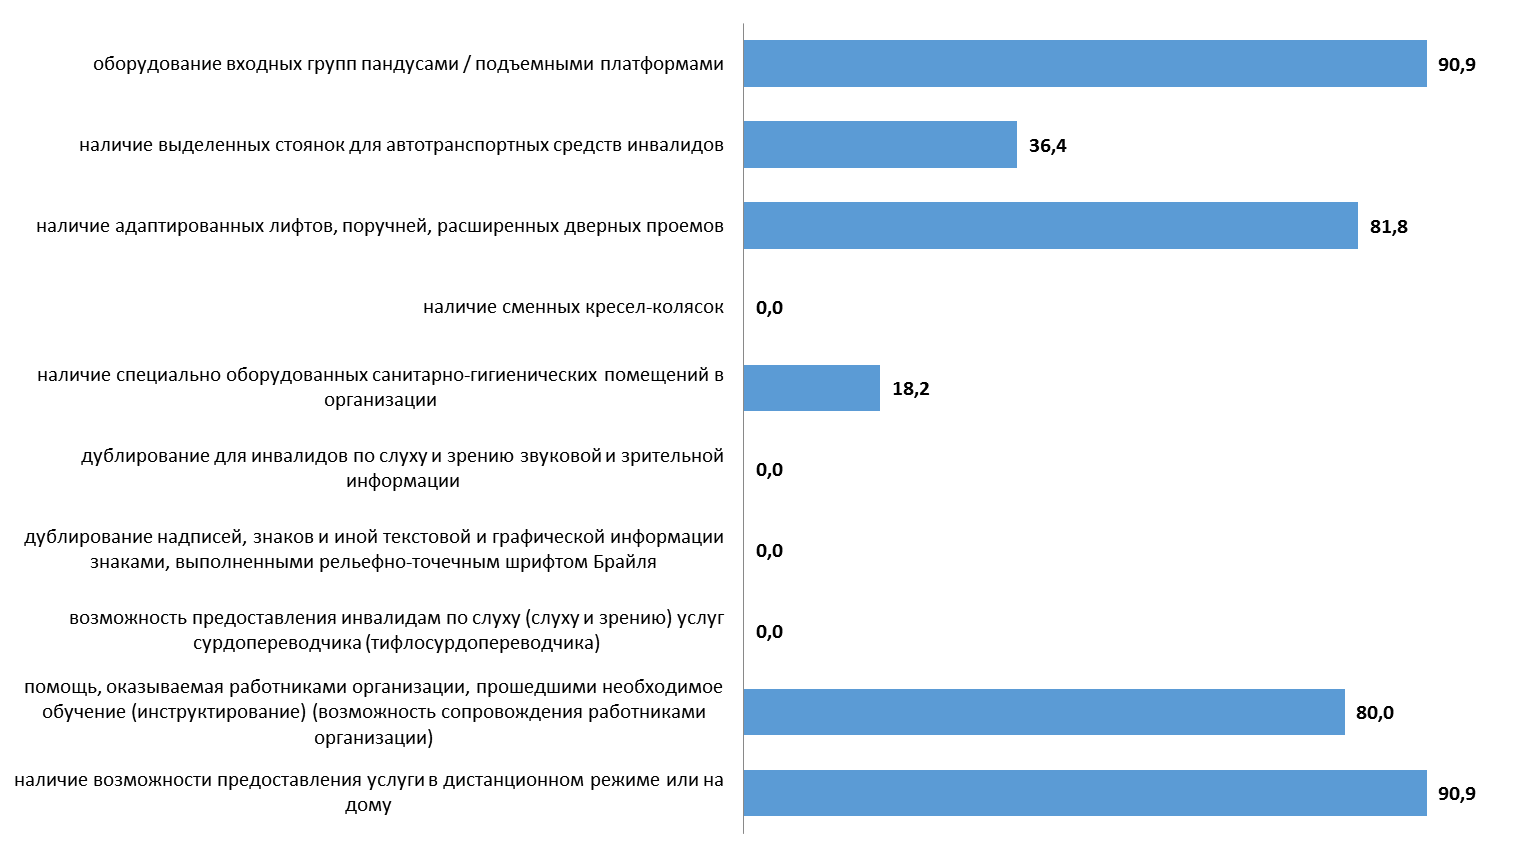 оборудование входных групп пандусами / подъемными платформами
90,9
наличие выделенных стоянок для автотранспортных средств инвалидов
36,4
наличие адаптированных лифтов, поручней, расширенных дверных проемов
81,8
наличие сменных кресел-колясок
0,0
наличие специально оборудованных санитарно-гигиенических помещений в
организации
18,2
дублирование для инвалидов по слуху и зрению звуковой и зрительной
информации
0,0
дублирование надписей, знаков и иной текстовой и графической информации
знаками, выполненными рельефно-точечным шрифтом Брайля
0,0
возможность предоставления инвалидам по слуху (слуху и зрению) услуг
сурдопереводчика (тифлосурдопереводчика)
0,0
помощь, оказываемая работниками организации, прошедшими необходимое
обучение (инструктирование) (возможность сопровождения работниками
организации)
80,0
наличие возможности предоставления услуги в дистанционном режиме или на
дому
90,9